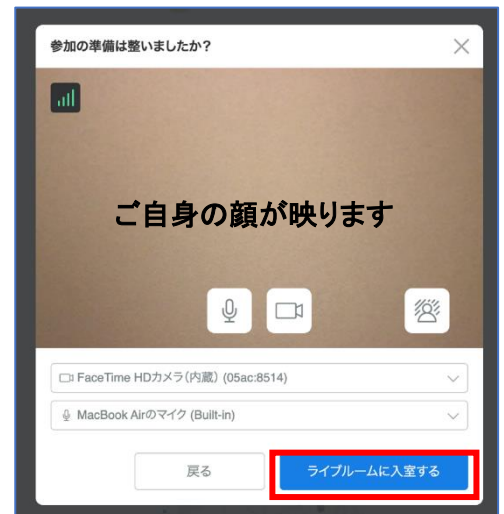 参加の準備は整いましたか?
ご自身の顔が映ります
FaceTime HDカメラ(内蔵) (05ac:8514)
MacBook Airのマイク (Built-in)
戻る
ライブルームに入室する